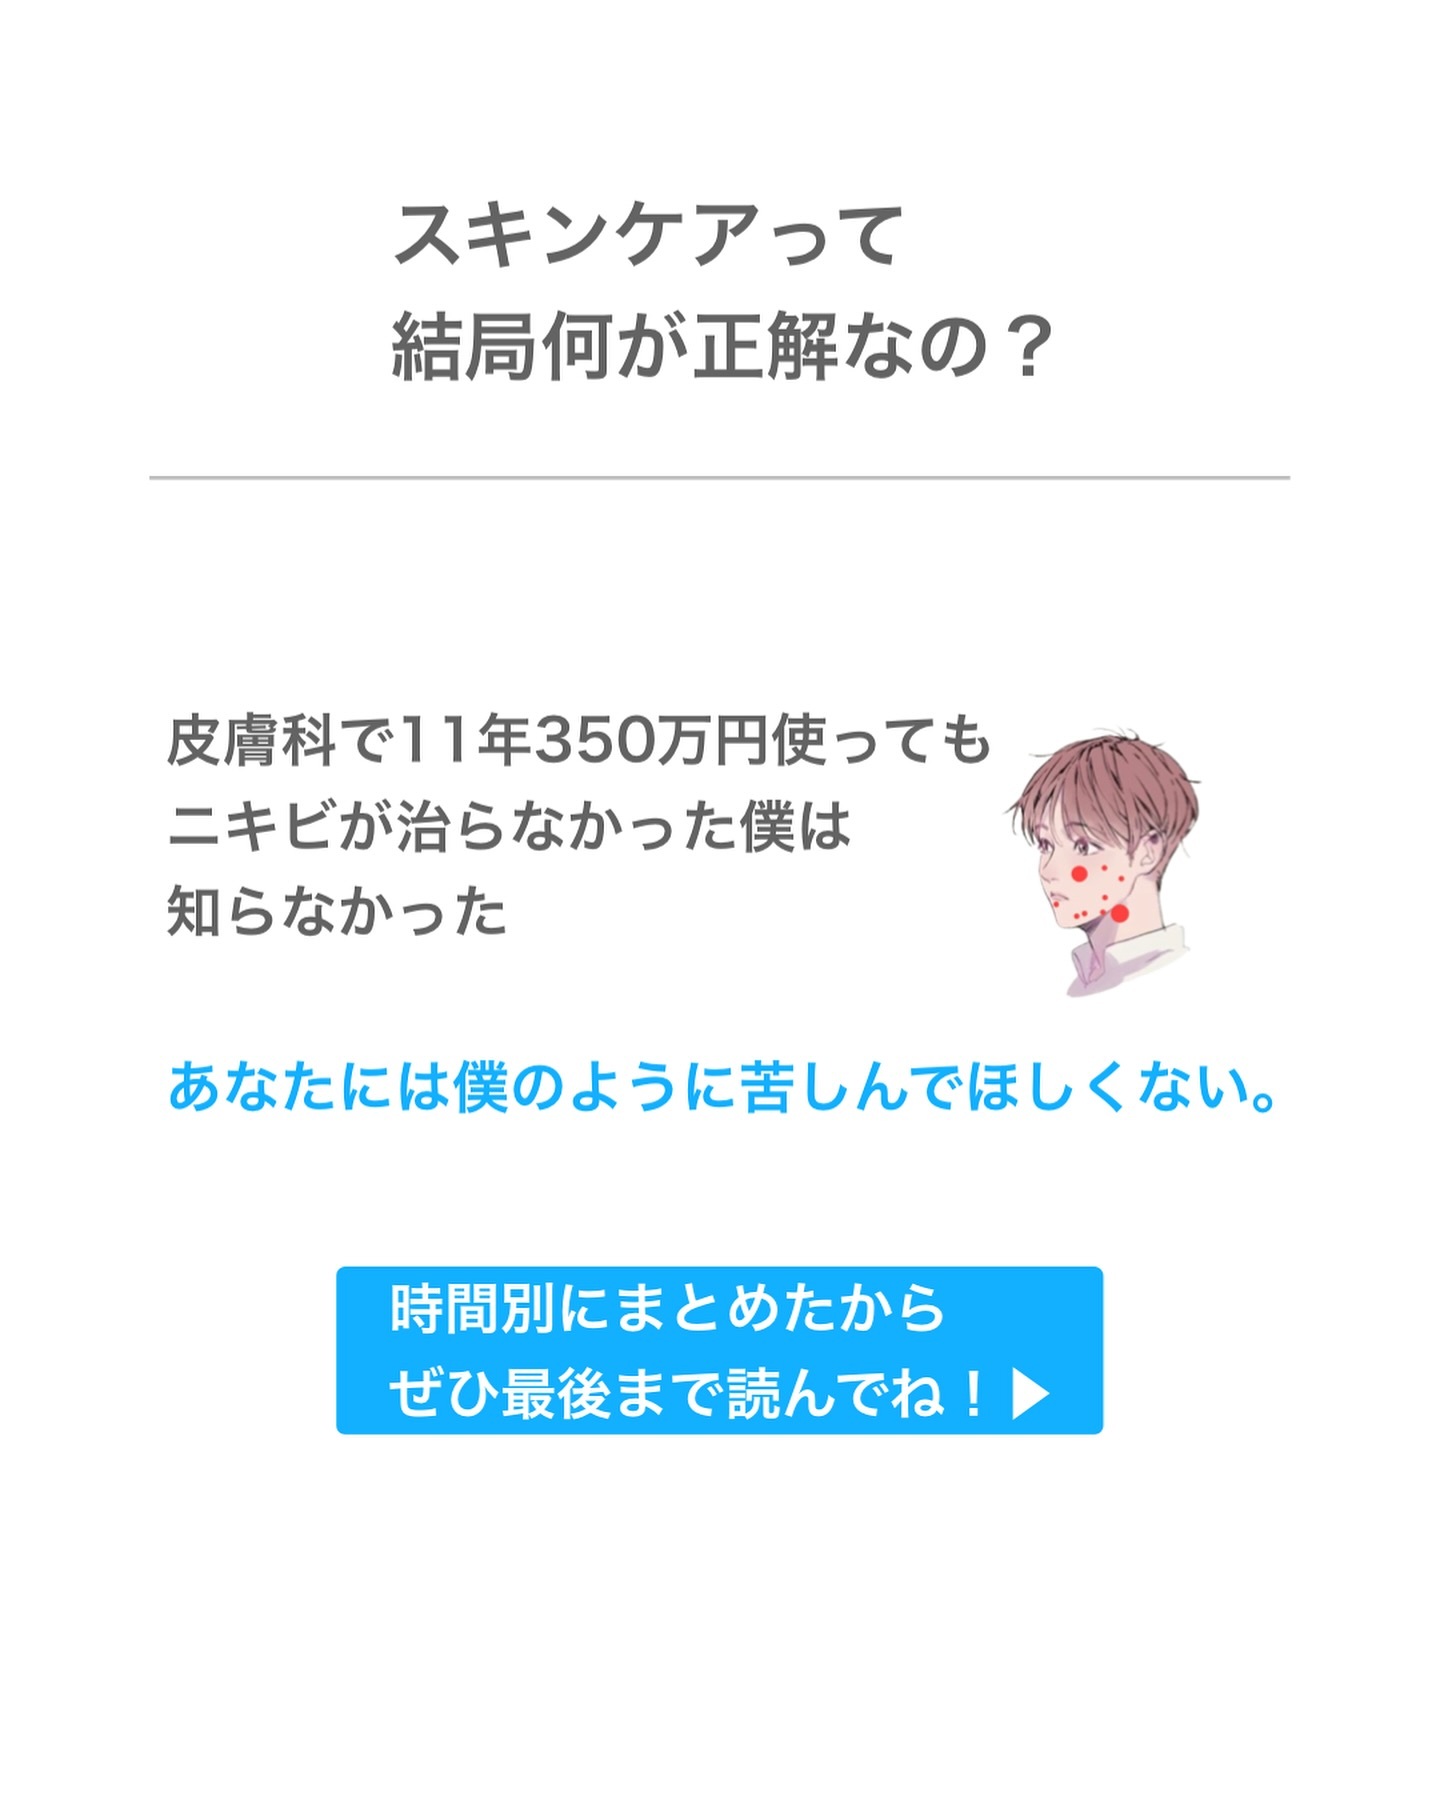 スキンケアって
結局何が正解なの？
皮膚科で11年350万円使っても
ニキビが治らなかった僕は
知らなかった
あなたには僕のように苦しんでほしくない。
時間別にまとめたから
ぜひ最後まで読んでね！▶